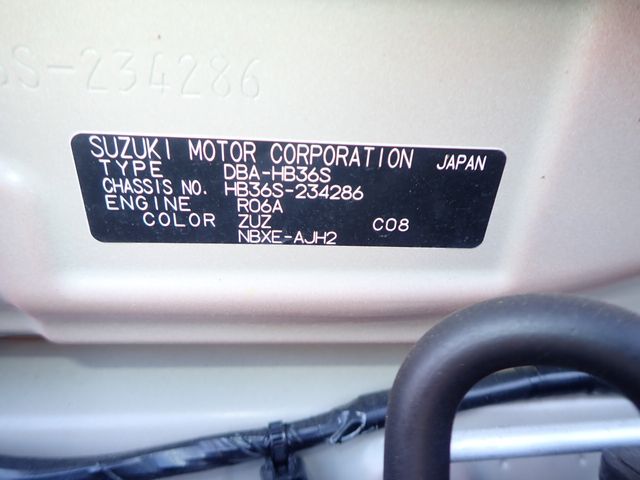 S-234286
SUZUKI MOTOR CORPORATION JAPAN
TYPE DBA-HB36S
CHASSIS NO. HB36S-234286
ENGINE R06A
COLOR ZUZ C08
NBXE-AJH2